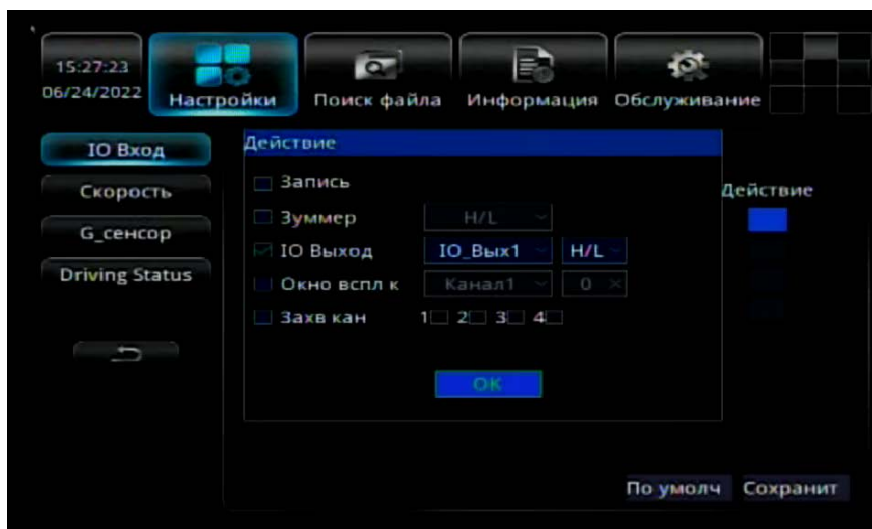 15:27:23
06/24/2022
Настройки
Поиск файла
Информация
Обслуживание
IO Вход
Скорость
G_сенсор
Driving Status
Действие
Запись
Зуммер H/L
IO Выход IO_Вых1 H/L
Окно вспл к Канал1 0
Захв кан 1 2 3 4
OK
Действие
По умолч Сохранит